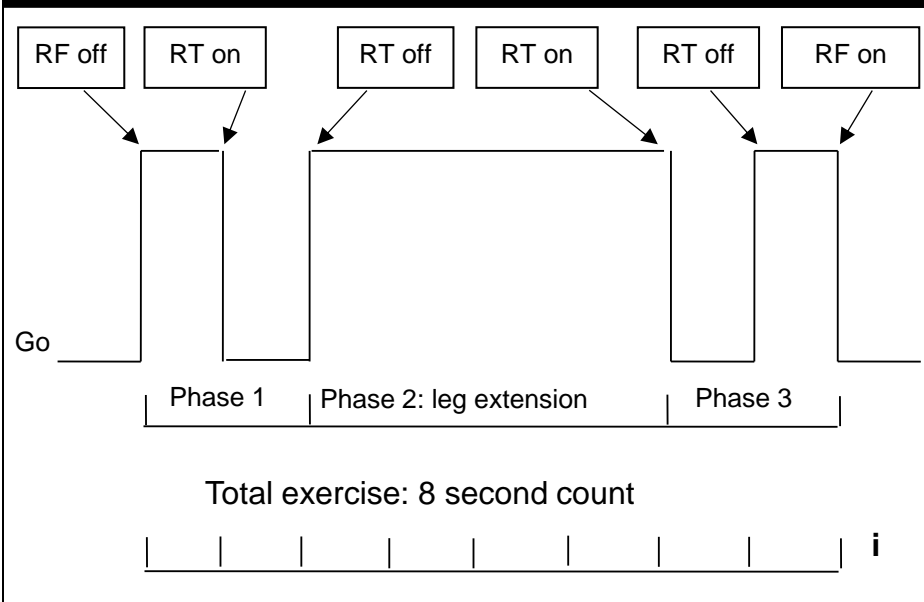 RF off
RT on
RT off
RT on
RT off
RF on
Go
Phase 1
Phase 2: leg extension
Phase 3
Total exercise: 8 second count
i